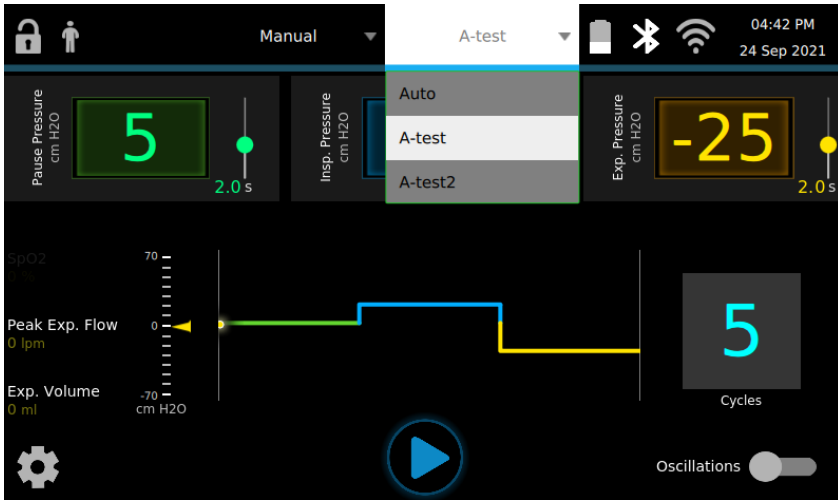 Manual
A-test
04:42 PM
24 Sep 2021
Auto
A-test
A-test2
Pause Pressure
cm H2O
5
2.0 s
Insp. Pressure
cm H2O
Exp. Pressure
cm H2O
-25
2.0 s
SpO2
0 %
Peak Exp. Flow
0 lpm
Exp. Volume
0 ml
70
0
-70
cm H2O
5
Cycles
Oscillations